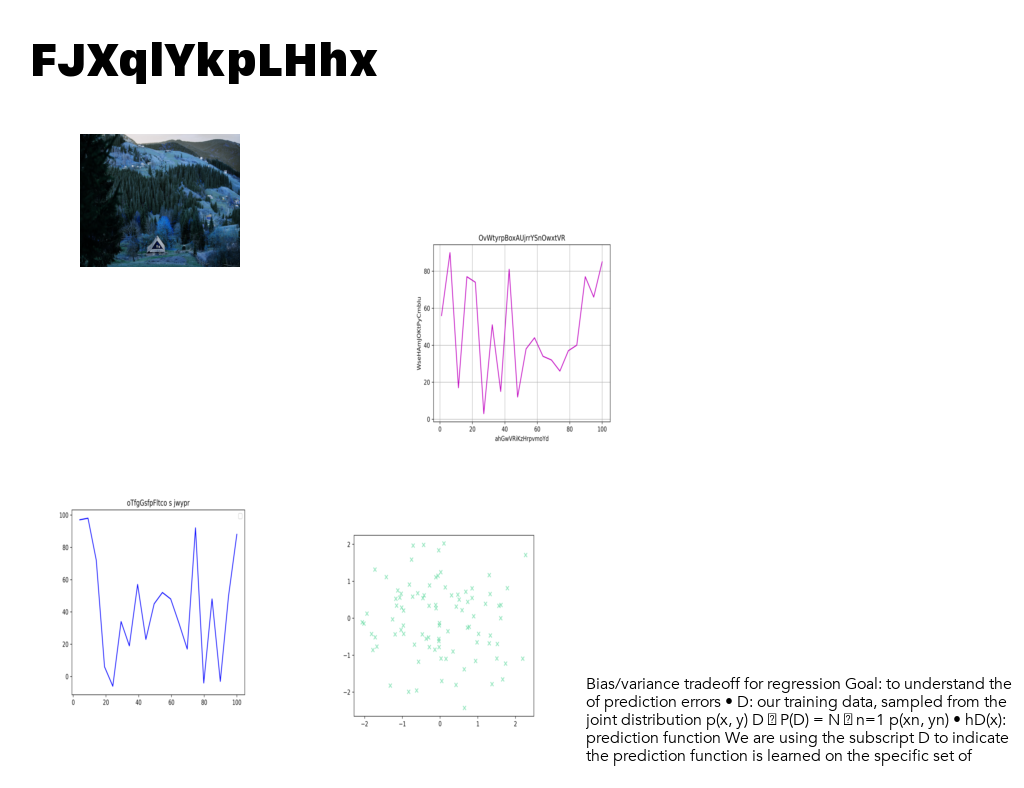 FJXqlYkpLHhx
OvWtyrpBoxAUjrrYSnOwxtVR
80
60
40
20
0
0 20 40 60 80 100
ahGwVRiKzHrpvmoYd
oTfgGsfpFltco s jwypr
100
80
60
40
20
0
0 20 40 60 80 100
2
1
0
−1
−2
−2 −1 0 1 2
Bias/variance tradeoff for regression Goal: to understand the
of prediction errors • D: our training data, sampled from the
joint distribution p(x, y) D P(D) = N n=1 p(xn, yn) • hD(x):
prediction function We are using the subscript D to indicate
the prediction function is learned on the specific set of